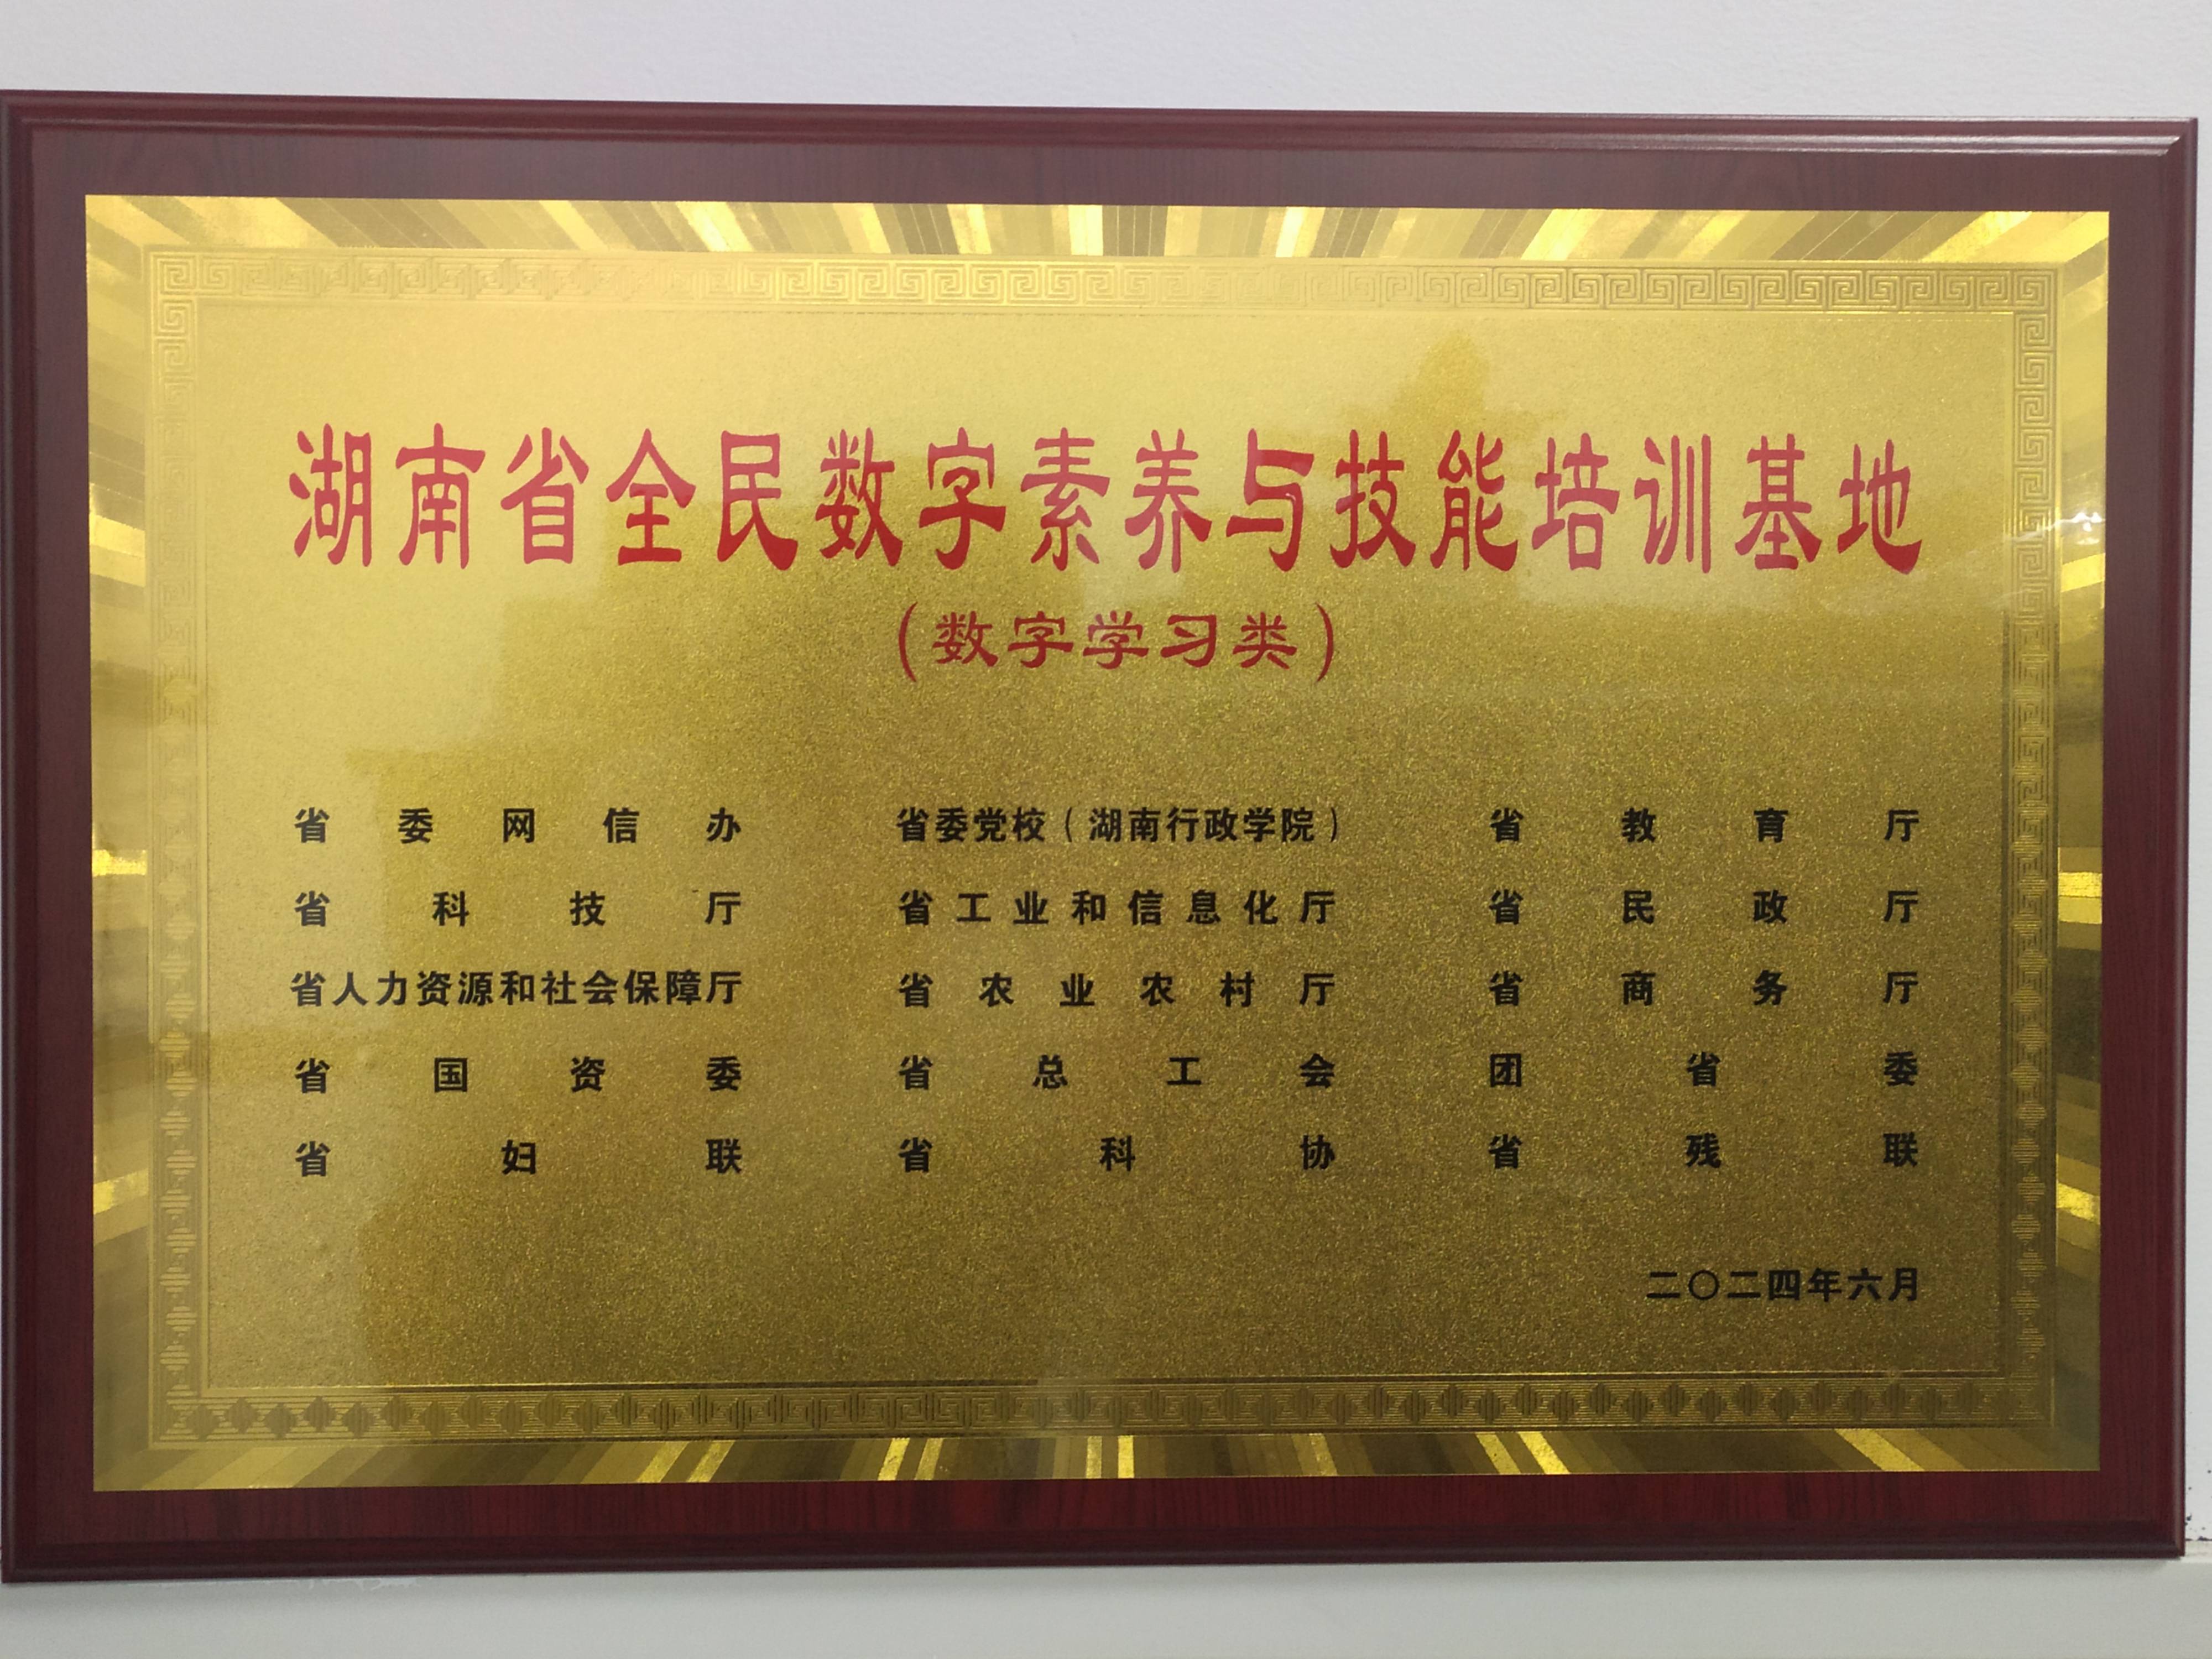 湖南省全民数字素养与技能培训基地
（数字学习类）
省委网信办 省委党校（湖南行政学院） 省教育厅
省科技厅 省工业和信息化厅 省民政厅
省人力资源和社会保障厅 省农业农村厅 省商务厅
省国资委 省总工会 团省委
省妇联 省科协 省残联
二〇二四年六月